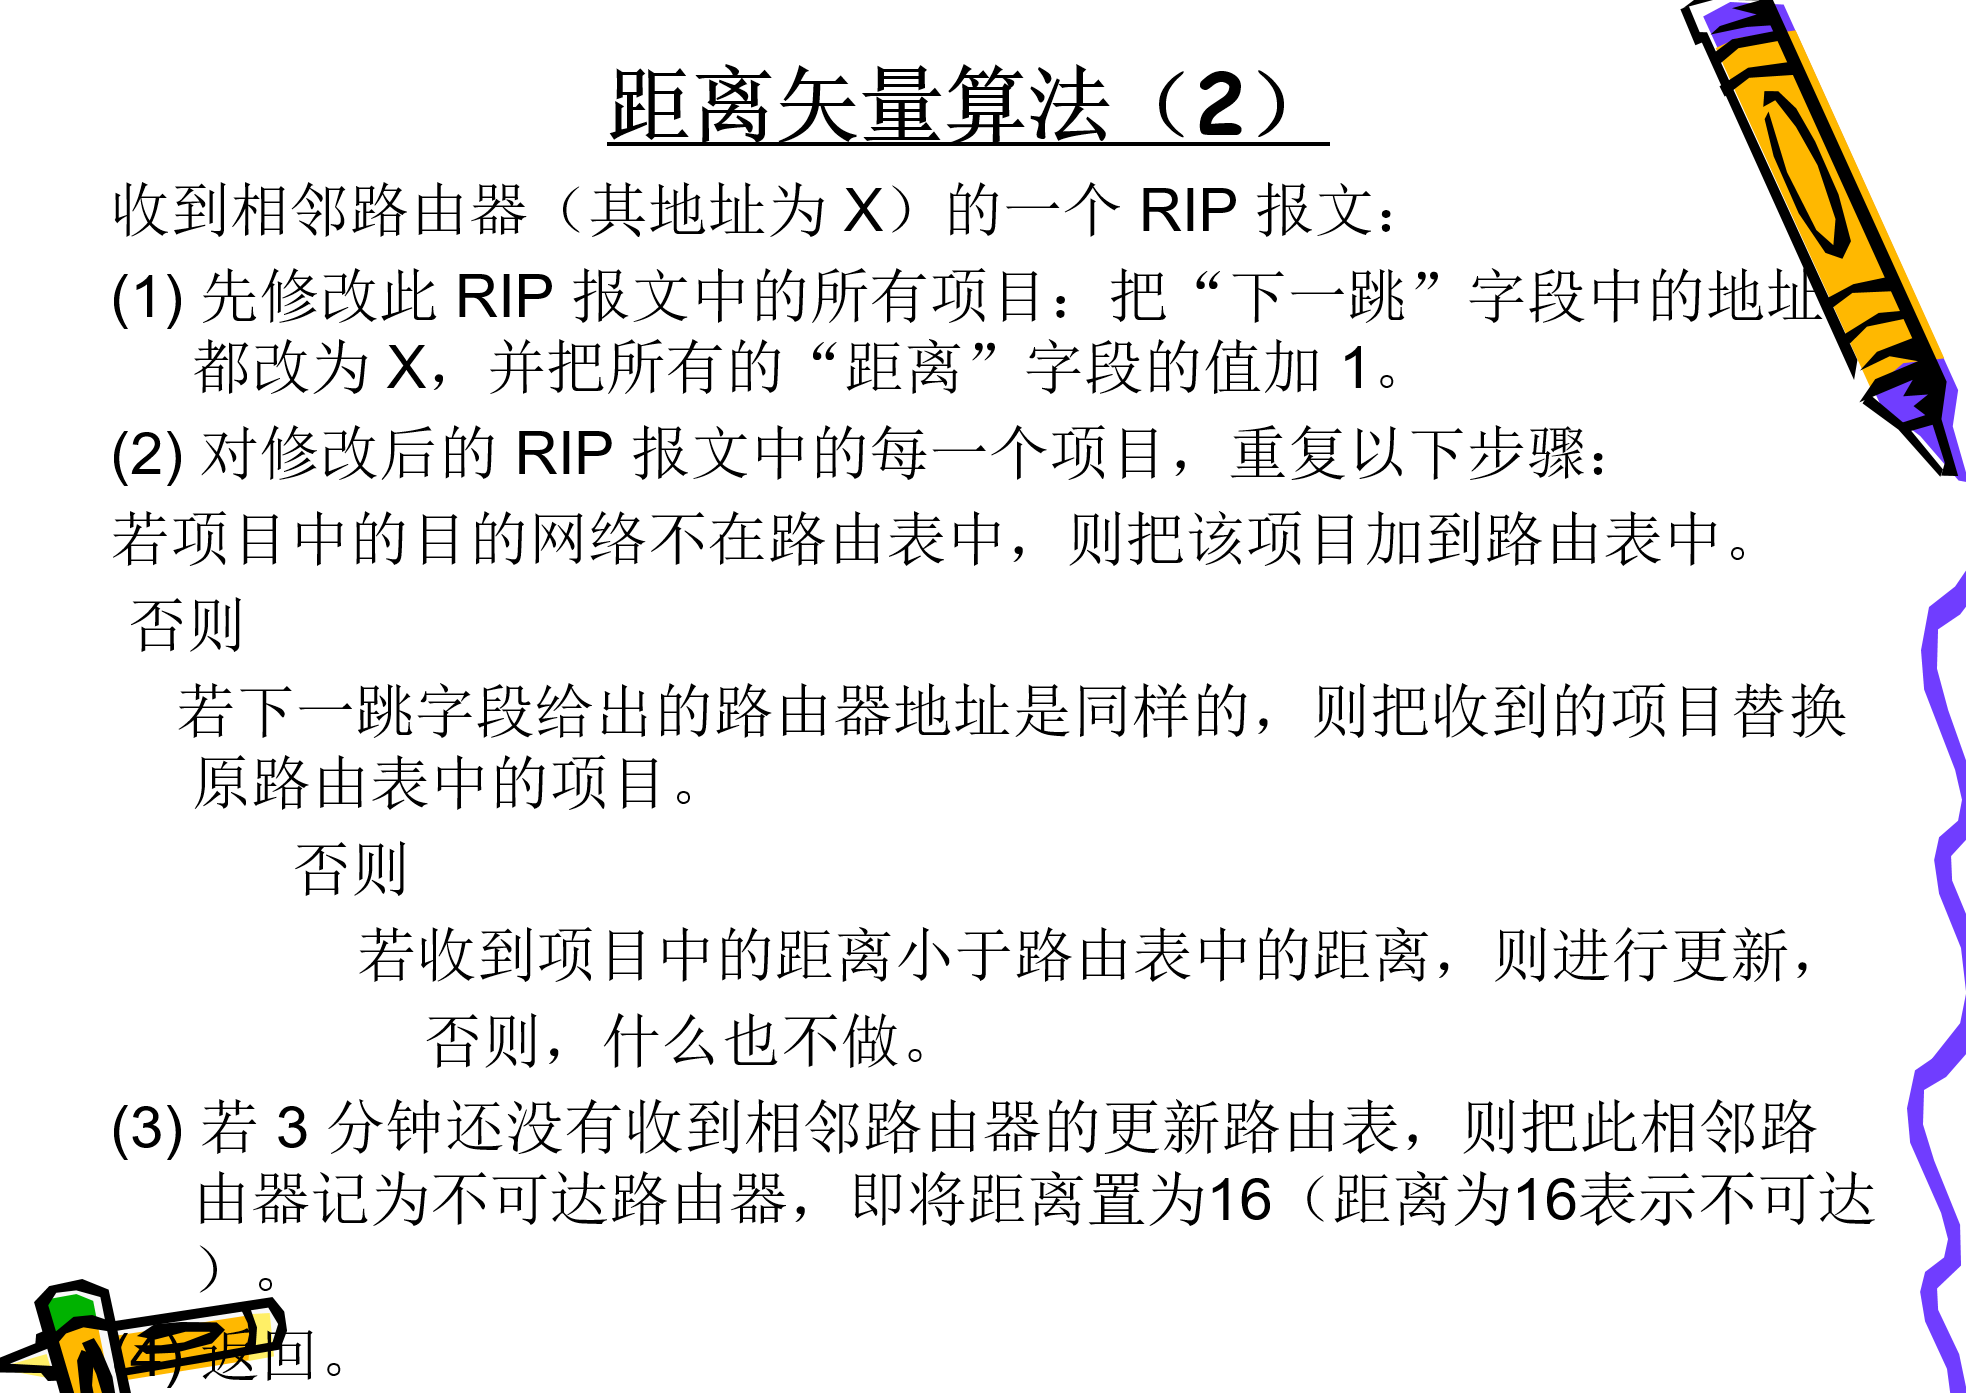 距离矢量算法（2）
收到相邻路由器（其地址为 X）的一个 RIP 报文：
(1) 先修改此 RIP 报文中的所有项目：把“下一跳”字段中的地址
都改为 X，并把所有的“距离”字段的值加 1。
(2) 对修改后的 RIP 报文中的每一个项目，重复以下步骤：
若项目中的目的网络不在路由表中，则把该项目加到路由表中。
否则
若下一跳字段给出的路由器地址是同样的，则把收到的项目替换
原路由表中的项目。
否则
若收到项目中的距离小于路由表中的距离，则进行更新，
否则，什么也不做。
(3) 若 3 分钟还没有收到相邻路由器的更新路由表，则把此相邻路
由器记为不可达路由器，即将距离置为16（距离为16表示不可达
）。
(4) 返回。